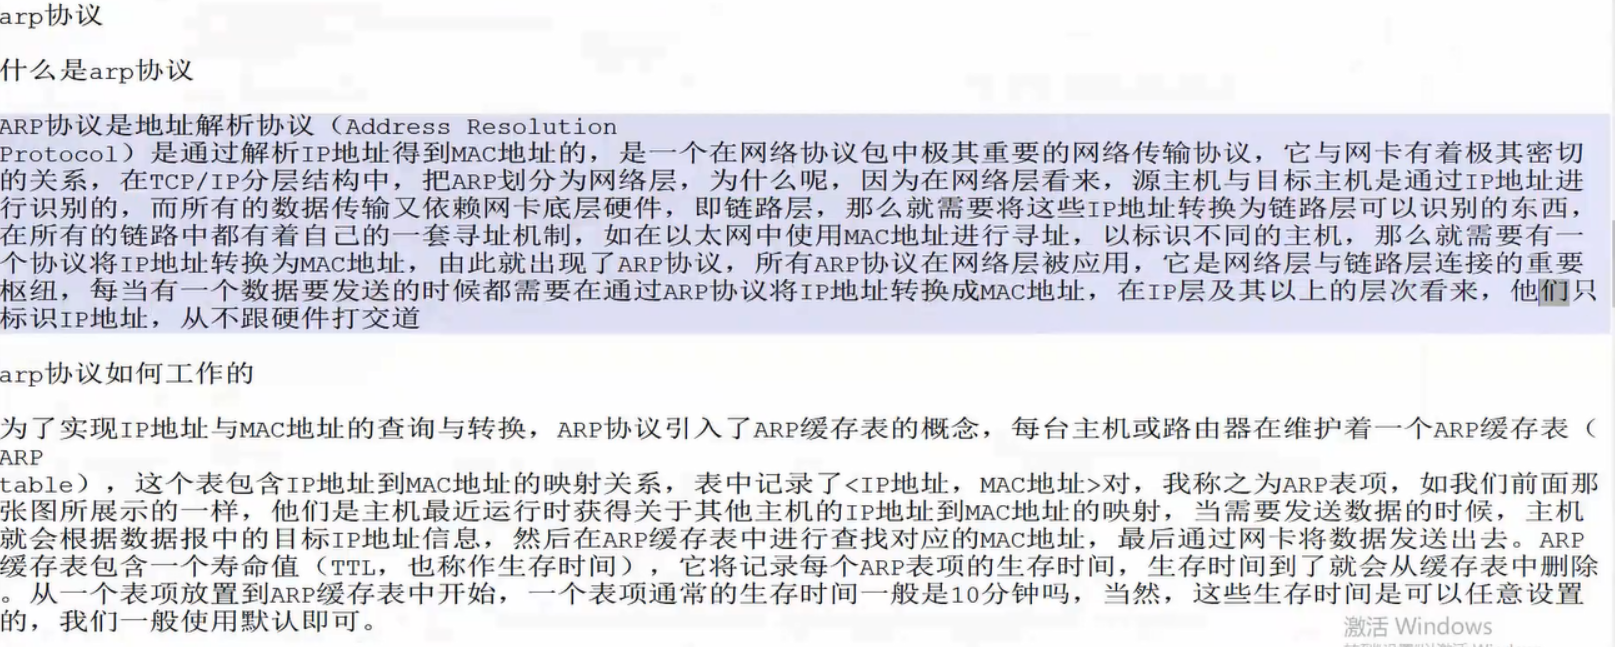 arp协议
什么是arp协议
ARP协议是地址解析协议（Address Resolution
Protocol）是通过解析IP地址得到MAC地址的，是一个在网络协议包中极其重要的网络传输协议，它与网卡有着极其密切
的关系，在TCP/IP分层结构中，把ARP划分为网络层，为什么呢，因为在网络层看来，源主机与目标主机是通过IP地址进
行识别的，而所有的数据传输又依赖网卡底层硬件，即链路层，那么就需要将这些IP地址转换为链路层可以识别的东西，
在所有的链路中都有着自己的一套寻址机制，如在以太网中使用MAC地址进行寻址，以标识不同的主机，那么就需要有一
个协议将IP地址转换为MAC地址，由此就出现了ARP协议，所有ARP协议在网络层被应用，它是网络层与链路层连接的重要
枢纽，每当有一个数据要发送的时候都需要在通过ARP协议将IP地址转换成MAC地址，在IP层及其以上的层次看来，他们只
标识IP地址，从不跟硬件打交道
arp协议如何工作的
为了实现IP地址与MAC地址的查询与转换，ARP协议引入了ARP缓存表的概念，每台主机或路由器在维护着一个ARP缓存表（
ARP
table），这个表包含IP地址到MAC地址的映射关系，表中记录了<IP地址，MAC地址>对，我称之为ARP表项，如我们前面那
张图所展示的一样，他们是主机最近运行时获得关于其他主机的IP地址到MAC地址的映射，当需要发送数据的时候，主机
就会根据数据报中的目标IP地址信息，然后在ARP缓存表中进行查找对应的MAC地址，最后通过网卡将数据发送出去。ARP
缓存表包含一个寿命值（TTL，也称作生存时间），它将记录每个ARP表项的生存时间，生存时间到了就会从缓存表中删除
。从一个表项放置到ARP缓存表中开始，一个表项通常的生存时间一般是10分钟吗，当然，这些生存时间是可以任意设置
的，我们一般使用默认即可。
激活 Windows